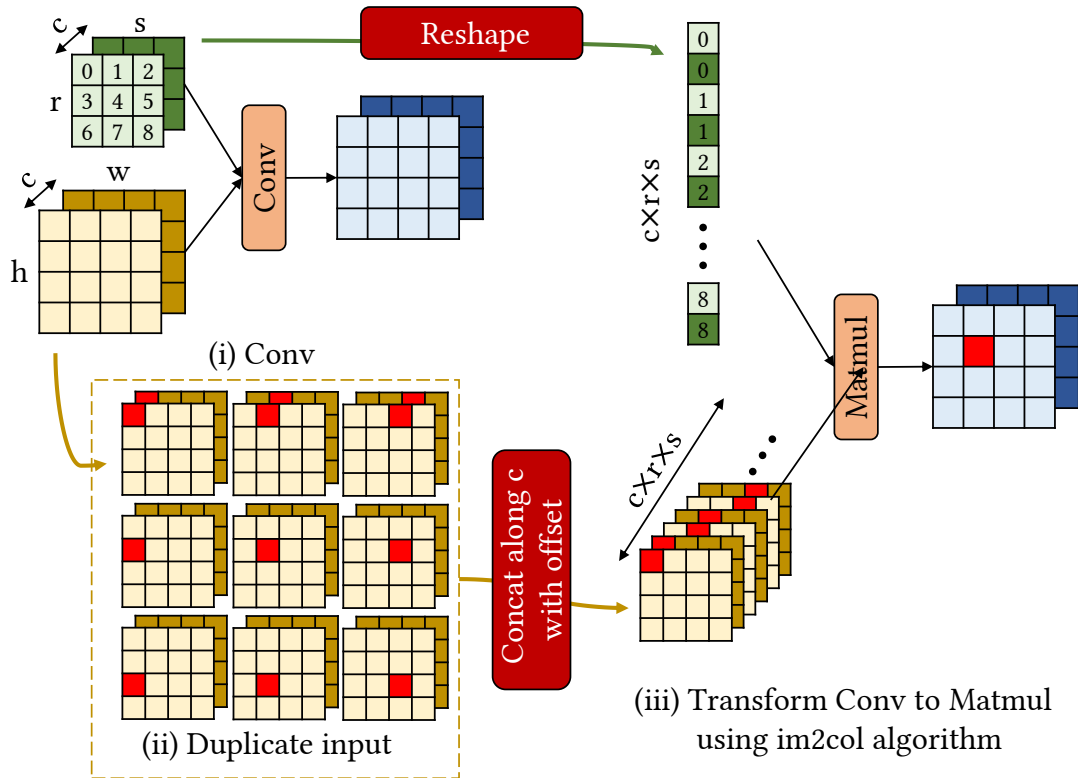 Reshape
c
s
0 1 2
r
3 4 5
6 7 8
c
w
h
Conv
(i) Conv
0
0
1
1
2
2
8
8
c×r×s
Matmul
(ii) Duplicate input
Concat along c
with offset
c×r×s
(iii) Transform Conv to Matmul
using im2col algorithm